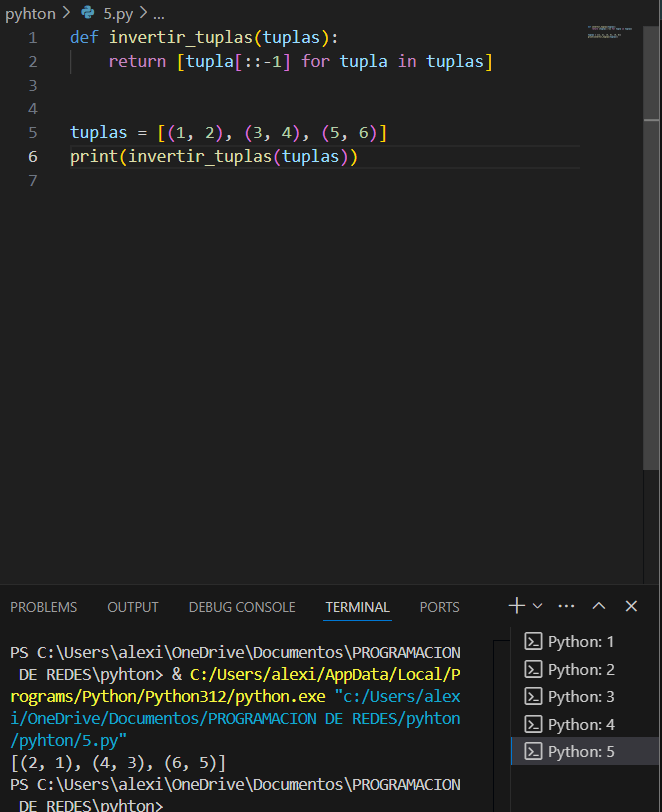 pyhton > 5.py > ...
1 def invertir_tuplas(tuplas):
2     return [tupla[::-1] for tupla in tuplas]
3
4
5 tuplas = [(1, 2), (3, 4), (5, 6)]
6 print(invertir_tuplas(tuplas))
7
PROBLEMS OUTPUT DEBUG CONSOLE TERMINAL PORTS
PS C:\Users\alexi\OneDrive\Documentos\PROGRAMACION
 DE REDES\pyhton> & C:/Users/alexi/AppData/Local/P
rograms/Python/Python312/python.exe "c:/Users/alex
i/OneDrive/Documentos/PROGRAMACION DE REDES/pyhton
/pyhton/5.py"
[(2, 1), (4, 3), (6, 5)]
PS C:\Users\alexi\OneDrive\Documentos\PROGRAMACION
 DE REDES\pyhton>
Python: 1
Python: 2
Python: 3
Python: 4
Python: 5